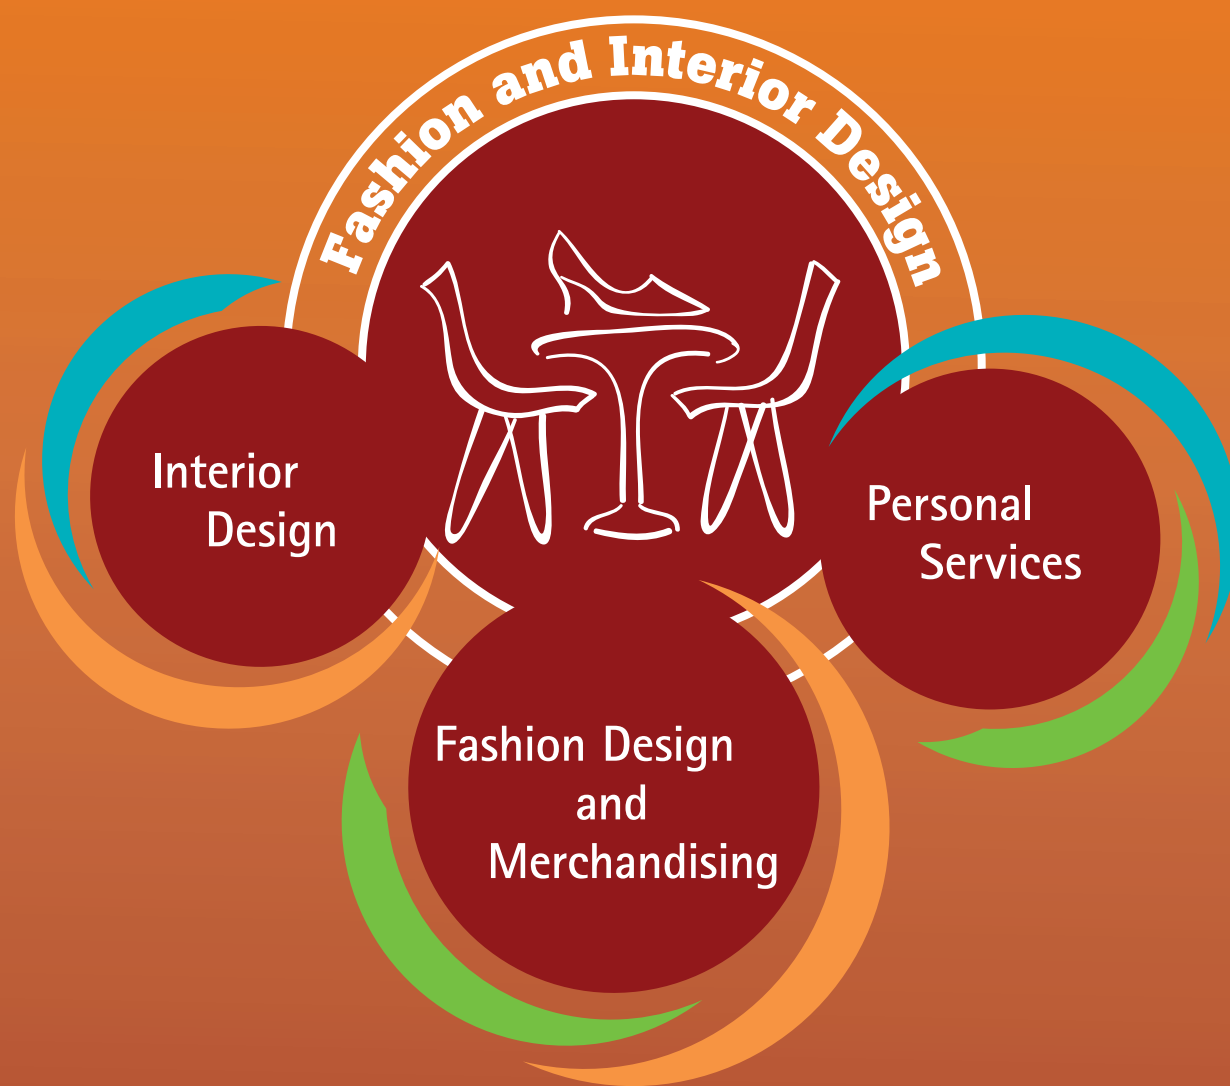 Fashion and Interior Design
Interior
Design
Personal
Services
Fashion Design
and
Merchandising